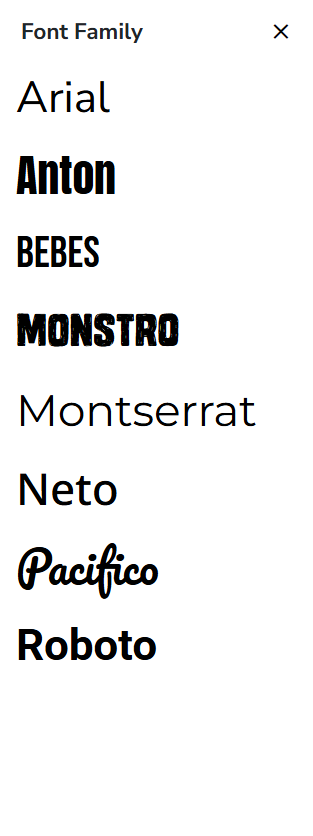 Font Family
Arial
Anton
BEBES
MONSTRO
Montserrat
Neto
Pacifico
Roboto